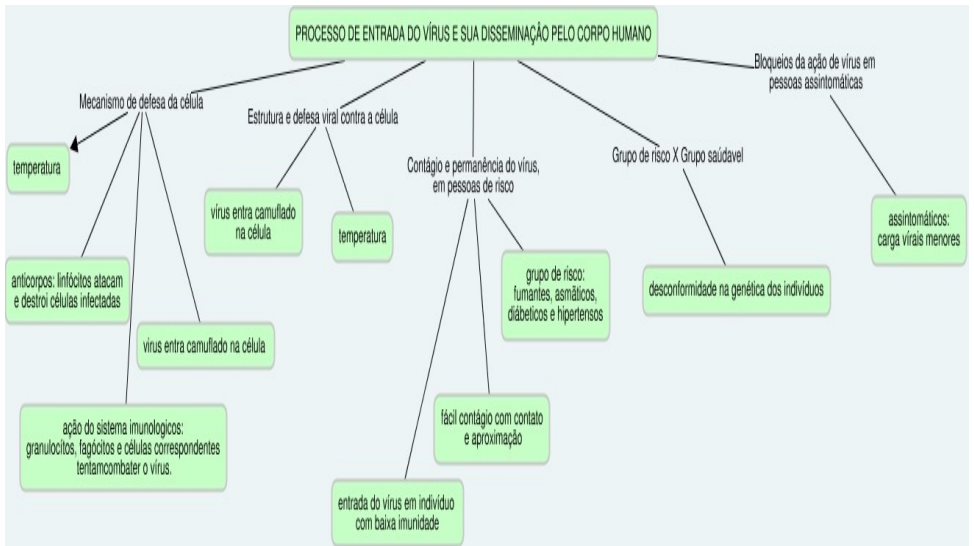 PROCESSO DE ENTRADA DO VÍRUS E SUA DISSEMINAÇÃO PELO CORPO HUMANO
Mecanismo de defesa da célula
temperatura
anticorpos: linfócitos atacam
e destroi células infectadas
virus entra camuflado na célula
ação do sistema imunologicos:
granulocitos, fagócitos e células correspondentes
tentamcombater o vírus.
Estrutura e defesa viral contra a célula
vírus entra camuflado
na célula
temperatura
Contágio e permanência do vírus,
em pessoas de risco
grupo de risco:
fumantes, asmáticos,
diábeticos e hipertensos
fácil contágio com contato
e aproximação
entrada do vírus em indivíduo
com baixa imunidade
Grupo de risco X Grupo saúdavel
desconformidade na genética dos indivíduos
Bloqueios da ação de vírus em
pessoas assintomáticas
assintomáticos:
carga vírais menores